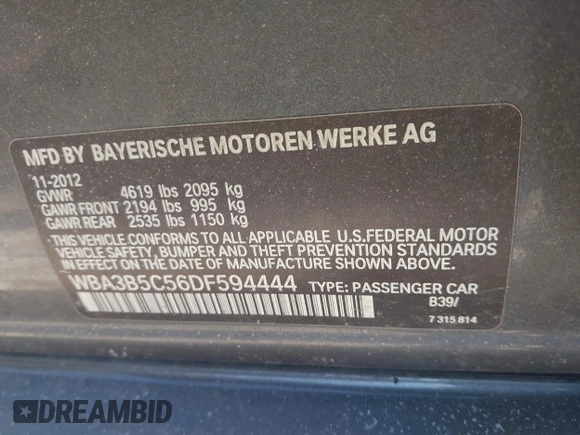 MFD BY BAYERISCHE MOTOREN WERKE AG
11-2012
GVWR 4619 lbs 2095 kg
GAWR FRONT 2194 lbs 995 kg
GAWR REAR 2535 lbs 1150 kg
THIS VEHICLE CONFORMS TO ALL APPLICABLE U.S.FEDERAL MOTOR
VEHICLE SAFETY, BUMPER, AND THEFT PREVENTION STANDARDS
IN EFFECT ON THE DATE OF MANUFACTURE SHOWN ABOVE.
WBA3B5C56DF594444 TYPE: PASSENGER CAR
B39/
7 315 814
DREAMBID